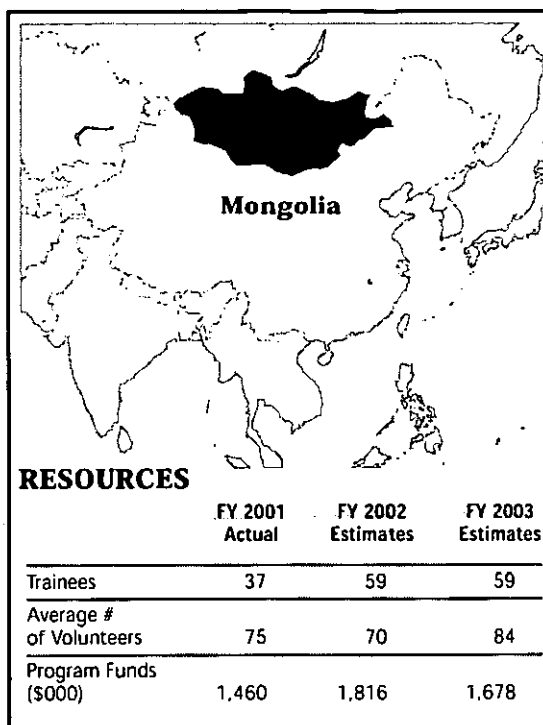 Mongolia
RESOURCES
FY 2001 FY 2002 FY 2003
Actual Estimates Estimates
Trainees 37 59 59
Average #
of Volunteers 75 70 84
Program Funds
($000) 1,460 1,816 1,678